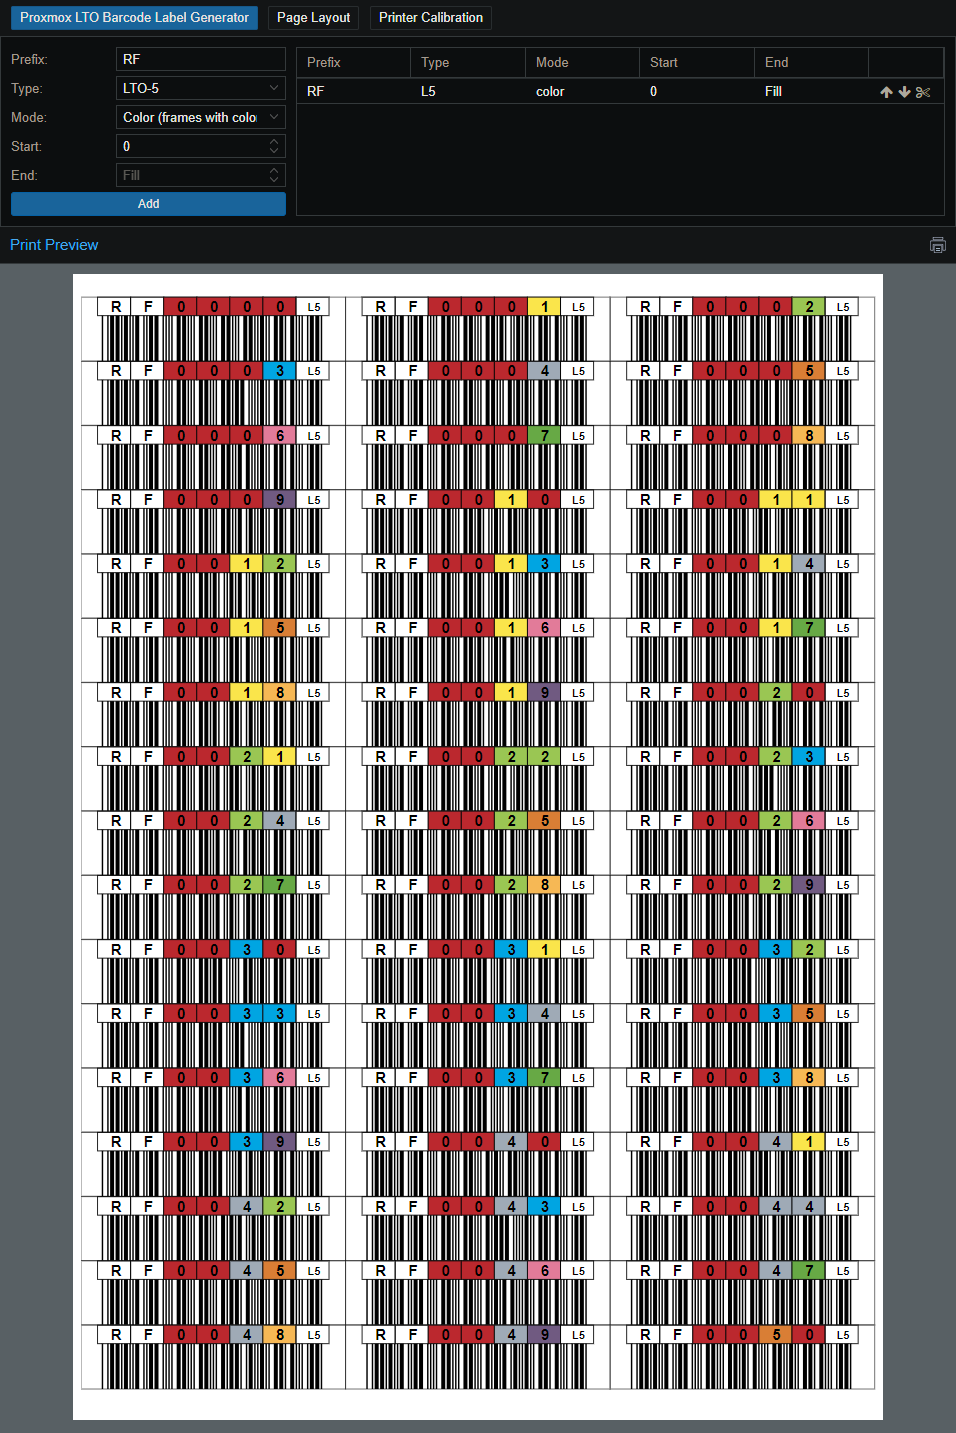 Proxmox LTO Barcode Label Generator Page Layout Printer Calibration
Prefix: RF
Type: LTO-5
Mode: Color (frames with colo
Start: 0
End: Fill
Add
Prefix Type Mode Start End
RF L5 color 0 Fill
Print Preview
R F 0 0 0 0 L5 R F 0 0 0 1 L5 R F 0 0 0 2 L5
R F 0 0 0 3 L5 R F 0 0 0 4 L5 R F 0 0 0 5 L5
R F 0 0 0 6 L5 R F 0 0 0 7 L5 R F 0 0 0 8 L5
R F 0 0 0 9 L5 R F 0 0 1 0 L5 R F 0 0 1 1 L5
R F 0 0 1 2 L5 R F 0 0 1 3 L5 R F 0 0 1 4 L5
R F 0 0 1 5 L5 R F 0 0 1 6 L5 R F 0 0 1 7 L5
R F 0 0 1 8 L5 R F 0 0 1 9 L5 R F 0 0 2 0 L5
R F 0 0 2 1 L5 R F 0 0 2 2 L5 R F 0 0 2 3 L5
R F 0 0 2 4 L5 R F 0 0 2 5 L5 R F 0 0 2 6 L5
R F 0 0 2 7 L5 R F 0 0 2 8 L5 R F 0 0 2 9 L5
R F 0 0 3 0 L5 R F 0 0 3 1 L5 R F 0 0 3 2 L5
R F 0 0 3 3 L5 R F 0 0 3 4 L5 R F 0 0 3 5 L5
R F 0 0 3 6 L5 R F 0 0 3 7 L5 R F 0 0 3 8 L5
R F 0 0 3 9 L5 R F 0 0 4 0 L5 R F 0 0 4 1 L5
R F 0 0 4 2 L5 R F 0 0 4 3 L5 R F 0 0 4 4 L5
R F 0 0 4 5 L5 R F 0 0 4 6 L5 R F 0 0 4 7 L5
R F 0 0 4 8 L5 R F 0 0 4 9 L5 R F 0 0 5 0 L5